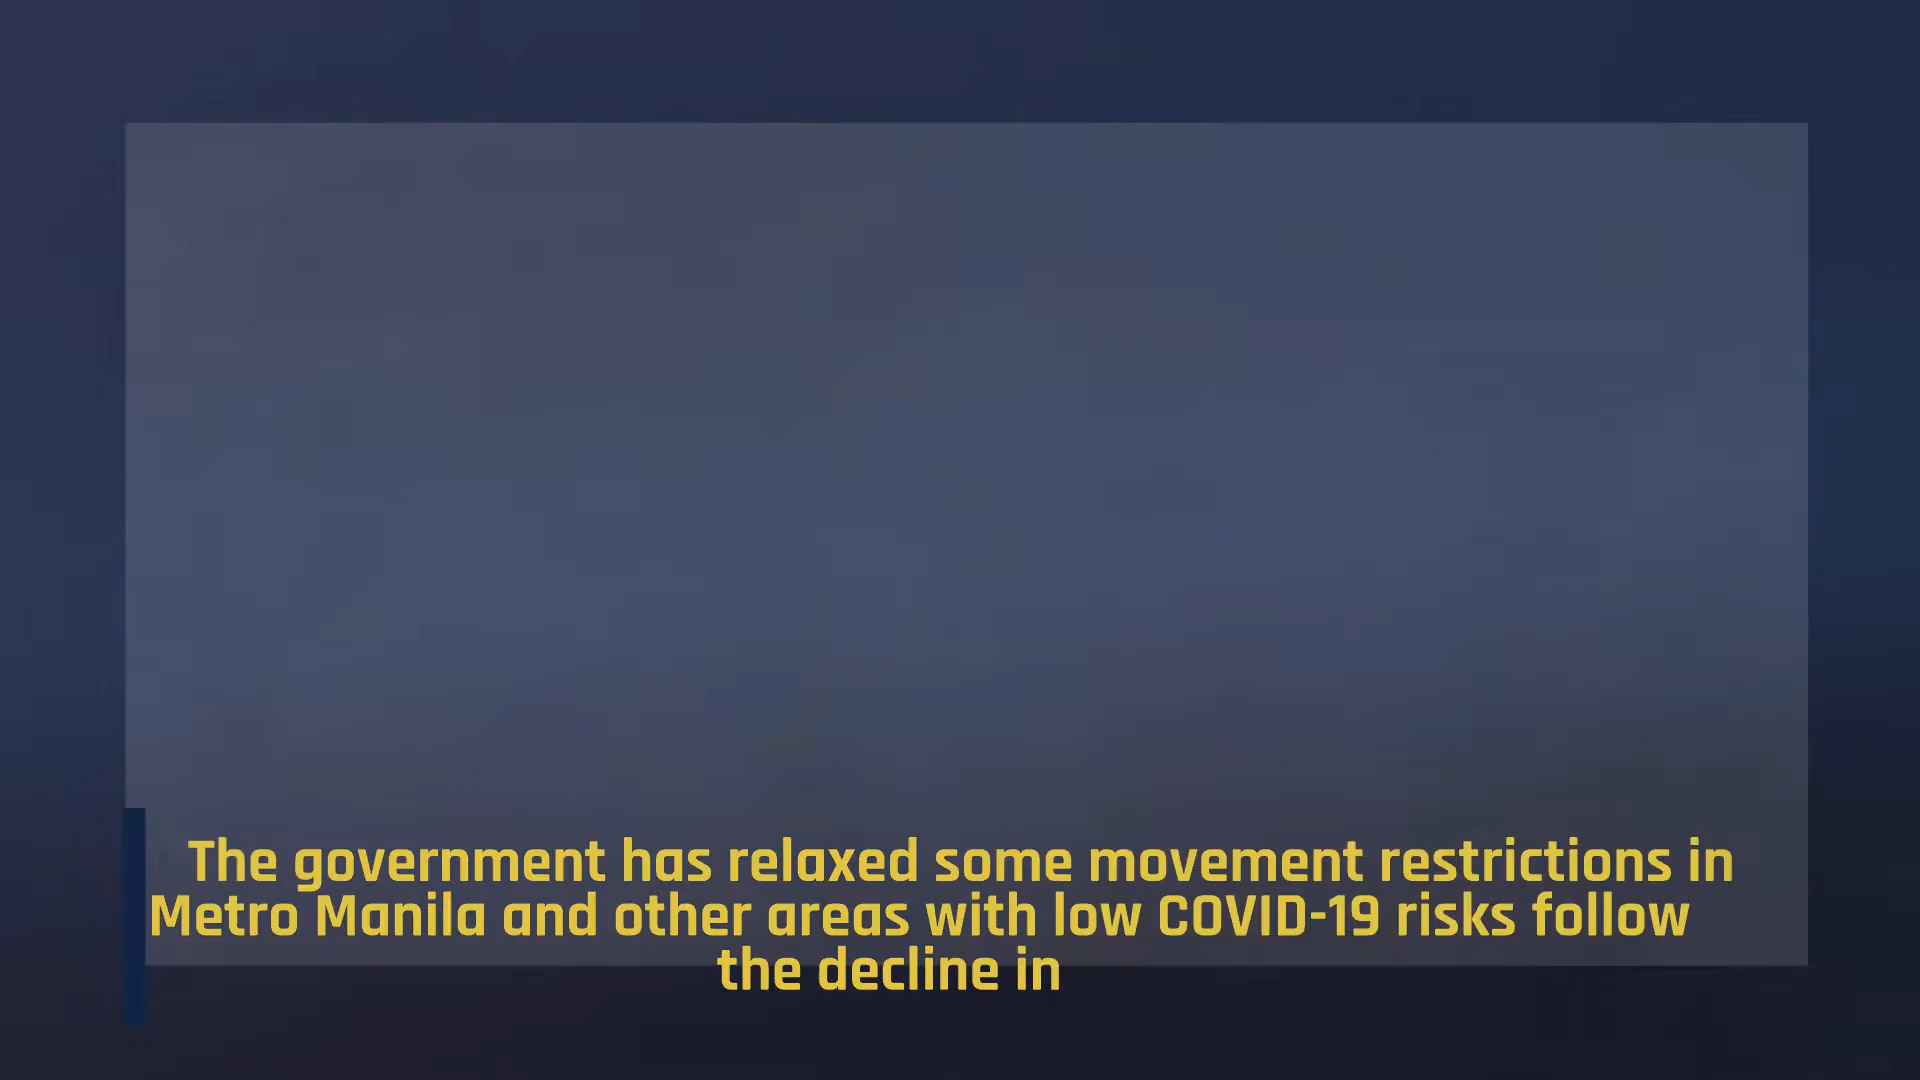 The government has relaxed some movement restrictions in
Metro Manila and other areas with low COVID-19 risks follow
the decline in